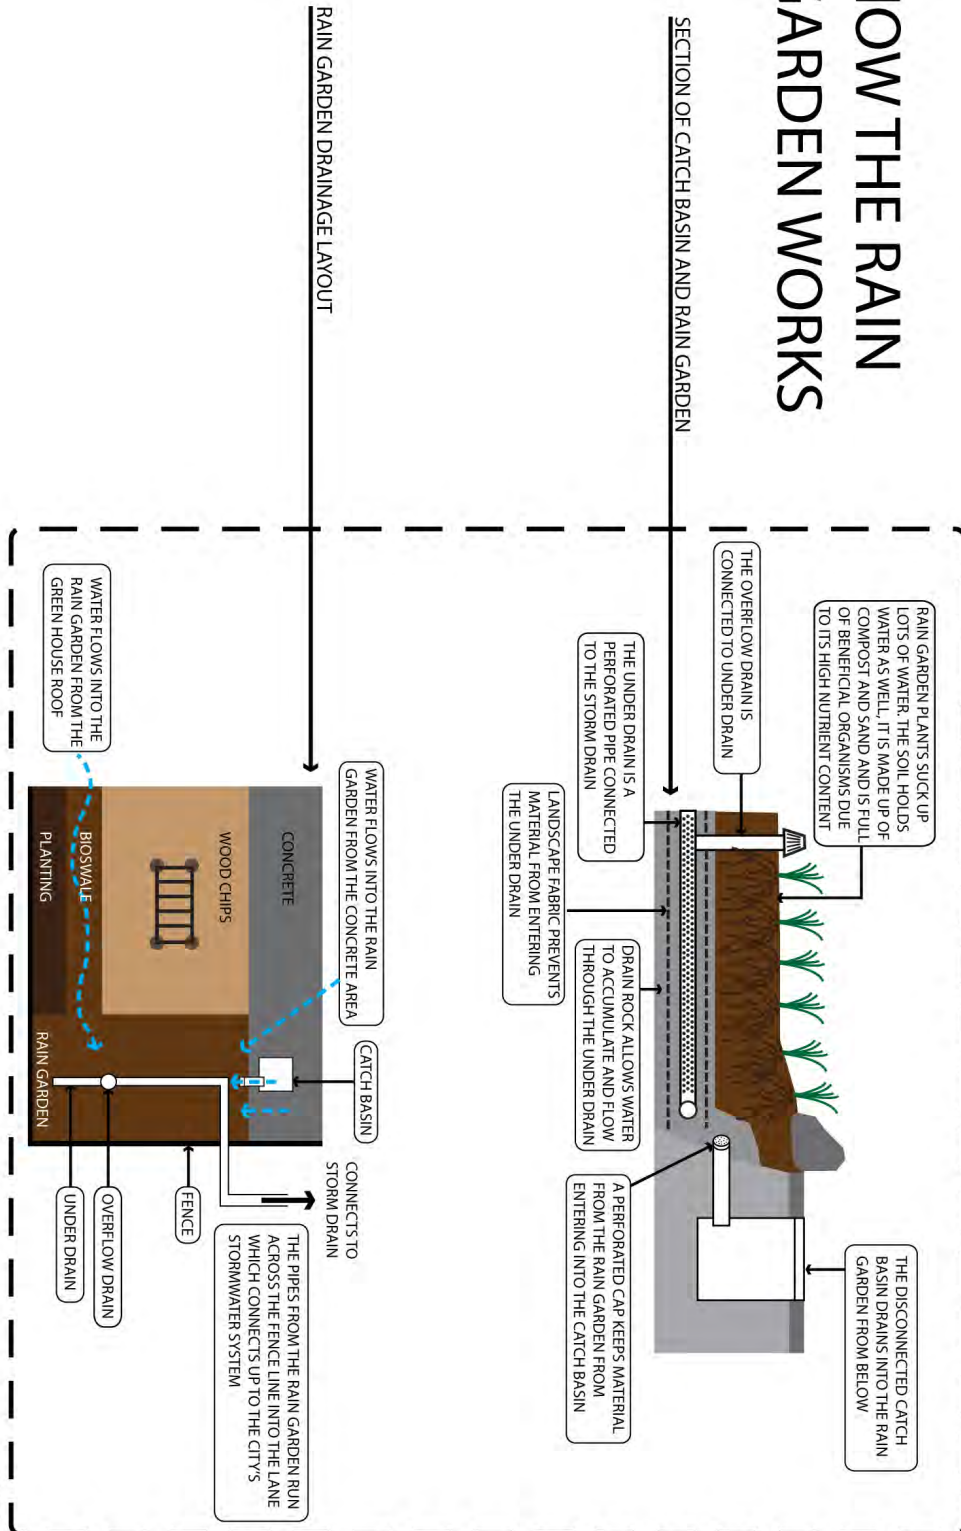 HOW THE RAIN
GARDEN WORKS
SECTION OF CATCH BASIN AND RAIN GARDEN
RAIN GARDEN PLANTS SUCK UP
LOTS OF WATER. THE SOIL HOLDS
WATER AS WELL, IT IS MADE UP OF
COMPOST AND SAND AND IS FULL
OF BENEFICIAL ORGANISMS DUE
TO ITS HIGH NUTRIENT CONTENT
THE OVERFLOW DRAIN IS
CONNECTED TO UNDER DRAIN
THE UNDER DRAIN IS A
PERFORATED PIPE CONNECTED
TO THE STORM DRAIN
LANDSCAPE FABRIC PREVENTS
MATERIAL FROM ENTERING
THE UNDER DRAIN
DRAIN ROCK ALLOWS WATER
TO ACCUMULATE AND FLOW
THROUGH THE UNDER DRAIN
THE DISCONNECTED CATCH
BASIN DRAINS INTO THE RAIN
GARDEN FROM BELOW
A PERFORATED CAP KEEPS MATERIAL
FROM THE RAIN GARDEN FROM
ENTERING INTO THE CATCH BASIN
RAIN GARDEN DRAINAGE LAYOUT
WATER FLOWS INTO THE RAIN
GARDEN FROM THE CONCRETE AREA
CATCH BASIN
CONNECTS TO
STORM DRAIN
CONCRETE
WOOD CHIPS
BIOSWALE
PLANTING
RAIN GARDEN
WATER FLOWS INTO THE
RAIN GARDEN FROM THE
GREEN HOUSE ROOF
FENCE
OVERFLOW DRAIN
UNDER DRAIN
THE PIPES FROM THE RAIN GARDEN RUN
ACROSS THE FENCE LINE INTO THE LANE
WHICH CONNECTS UP TO THE CITY'S
STORMWATER SYSTEM